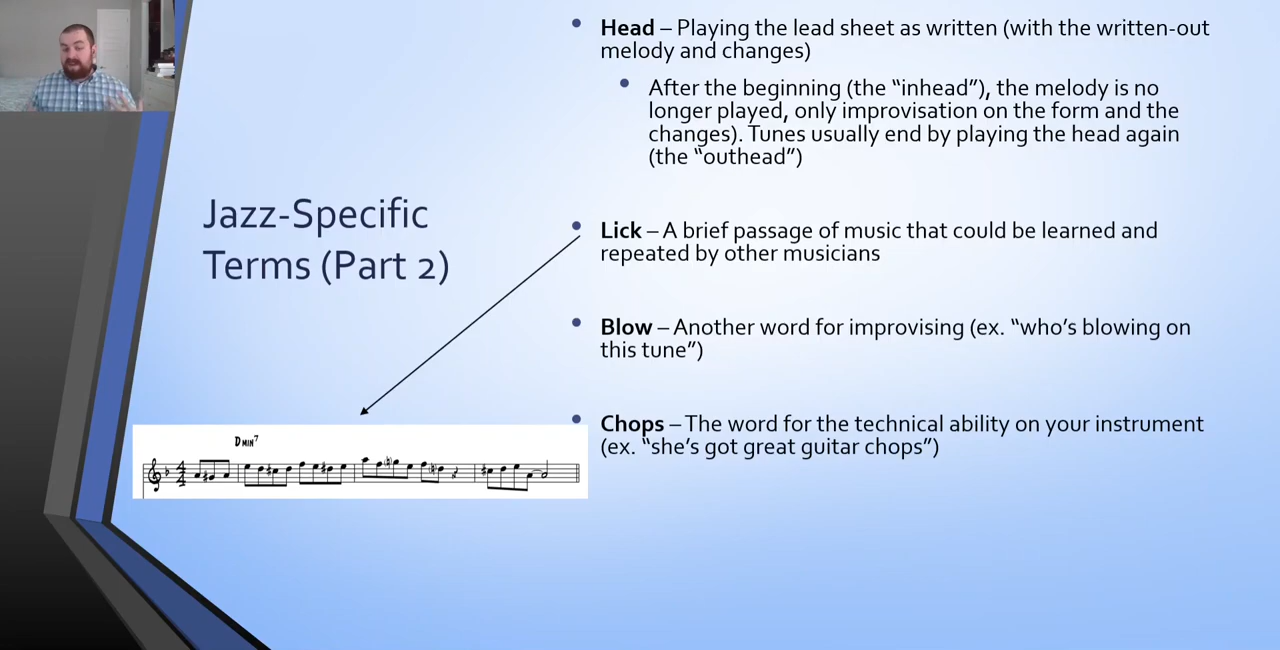 Jazz-Specific
Terms (Part 2)
Head – Playing the lead sheet as written (with the written-out
melody and changes)
After the beginning (the “inhead”), the melody is no
longer played, only improvisation on the form and the
changes). Tunes usually end by playing the head again
(the “outhead”)
Lick – A brief passage of music that could be learned and
repeated by other musicians
Blow – Another word for improvising (ex. “who’s blowing on
this tune”)
Chops – The word for the technical ability on your instrument
(ex. “she’s got great guitar chops”)
DMIN7
4
4